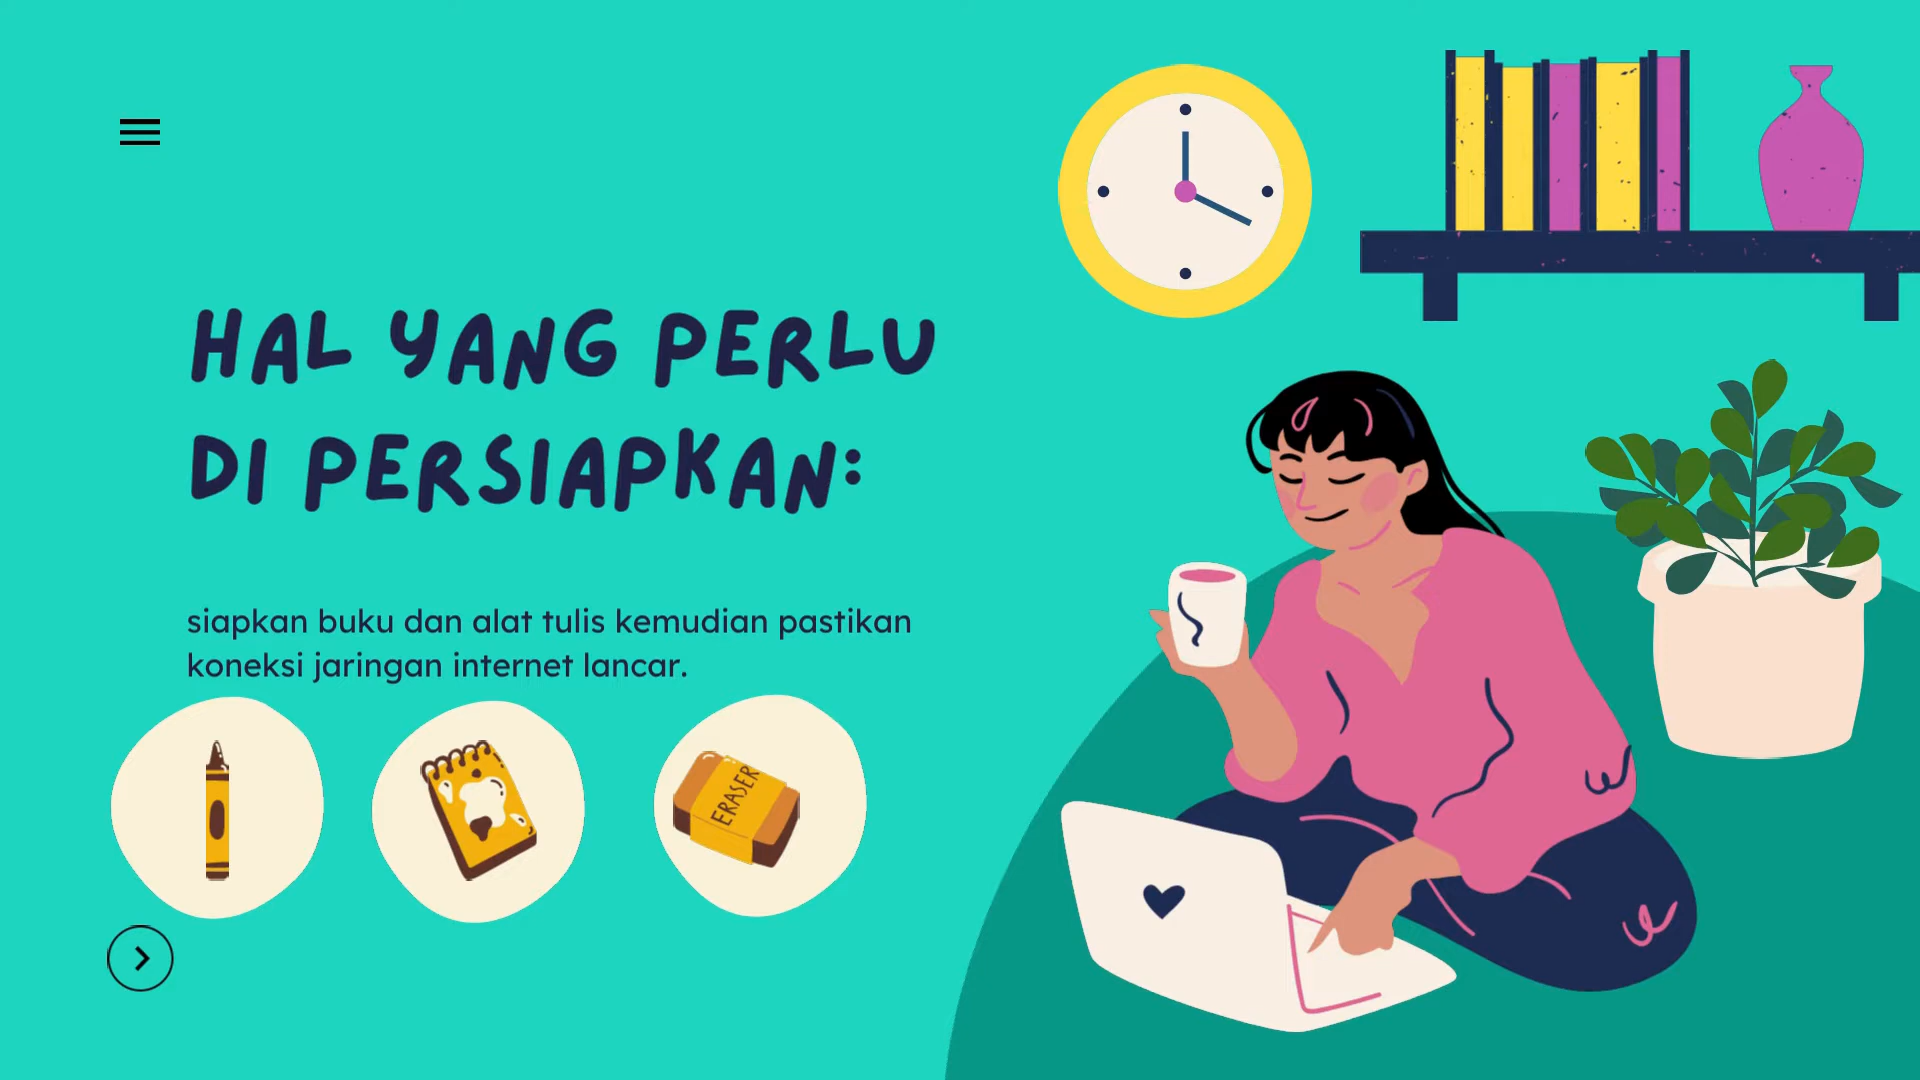 HAL YANG PERLU
DI PERSIAPKAN:
siapkan buku dan alat tulis kemudian pastikan
koneksi jaringan internet lancar.
ERASER